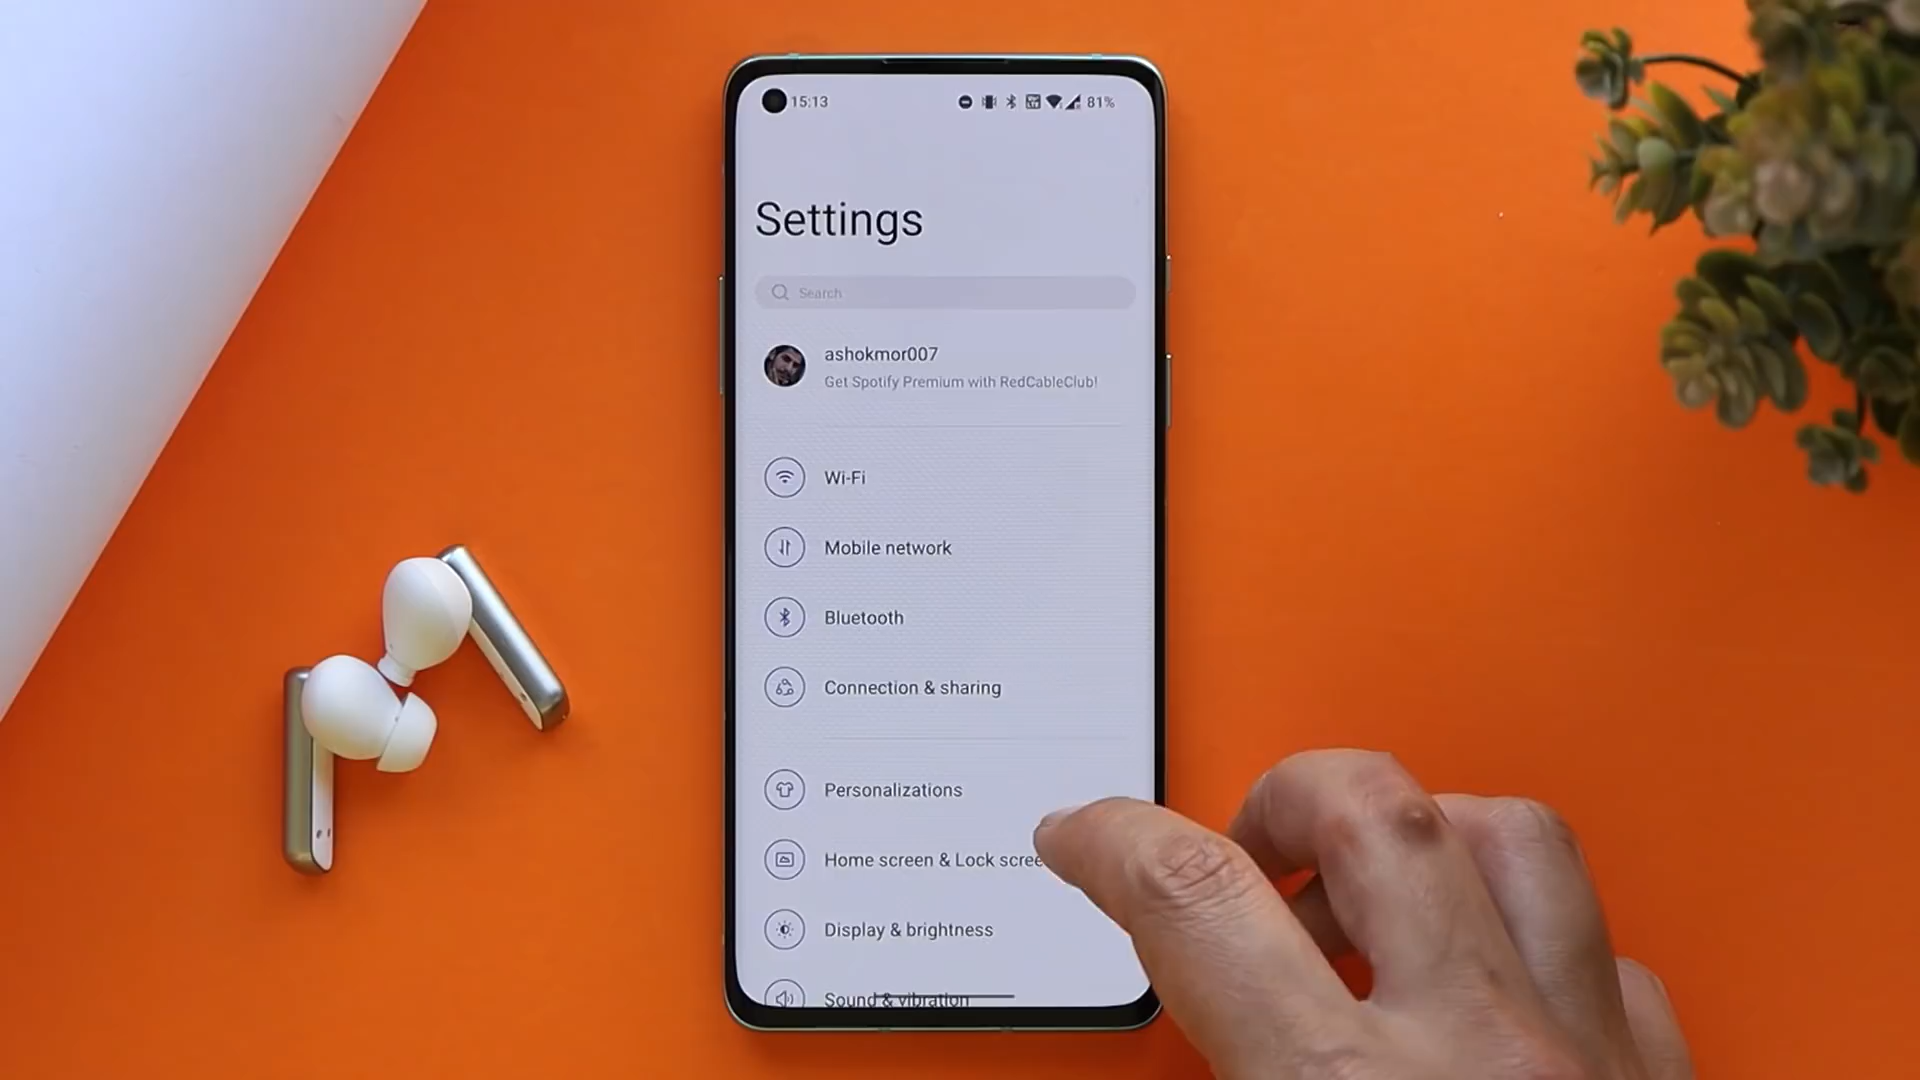 15:13 81%
Settings
Search
ashokmor007
Get Spotify Premium with RedCableClub!
Wi-Fi
Mobile network
Bluetooth
Connection & sharing
Personalizations
Home screen & Lock scree
Display & brightness
Sound & vibration